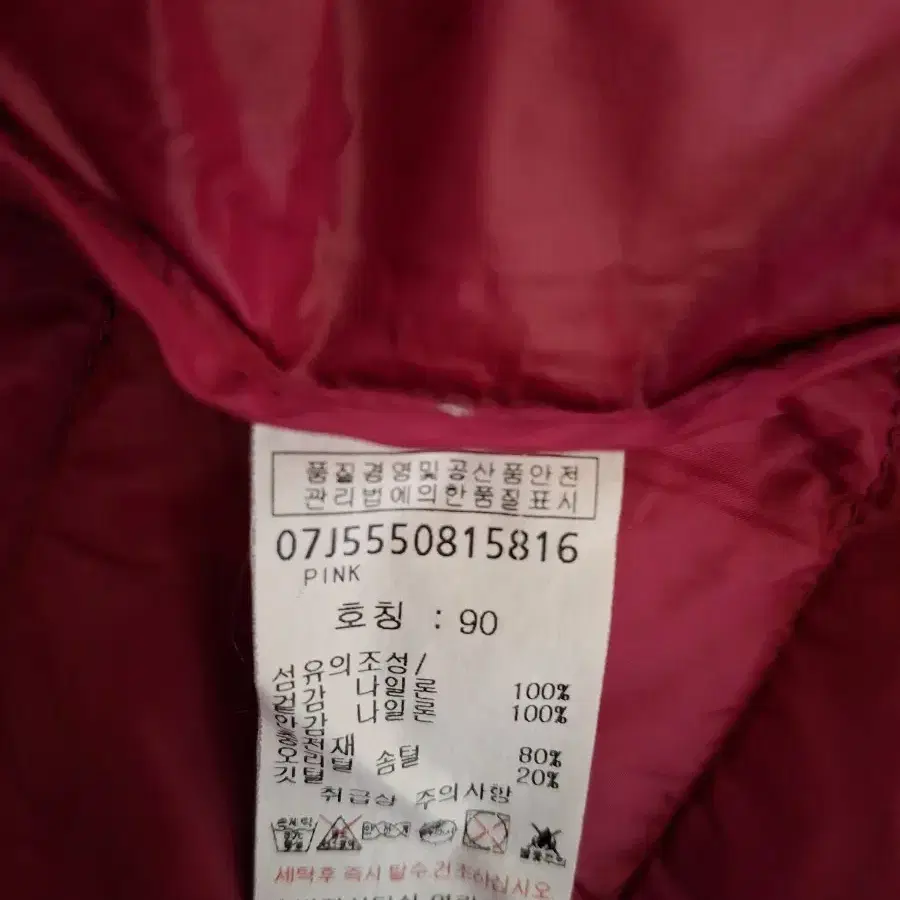 품질경영및공산품안전
관리법에의한품질표시
07J5550815816
PINK
호칭 : 90
섬유의조성/
겉감 나일론 100%
안감 나일론 100%
충전재
오리털 솜털 80%
깃털 20%
취급상 주의사항
손세탁
세탁후 즉시 탈수 건조하십시오